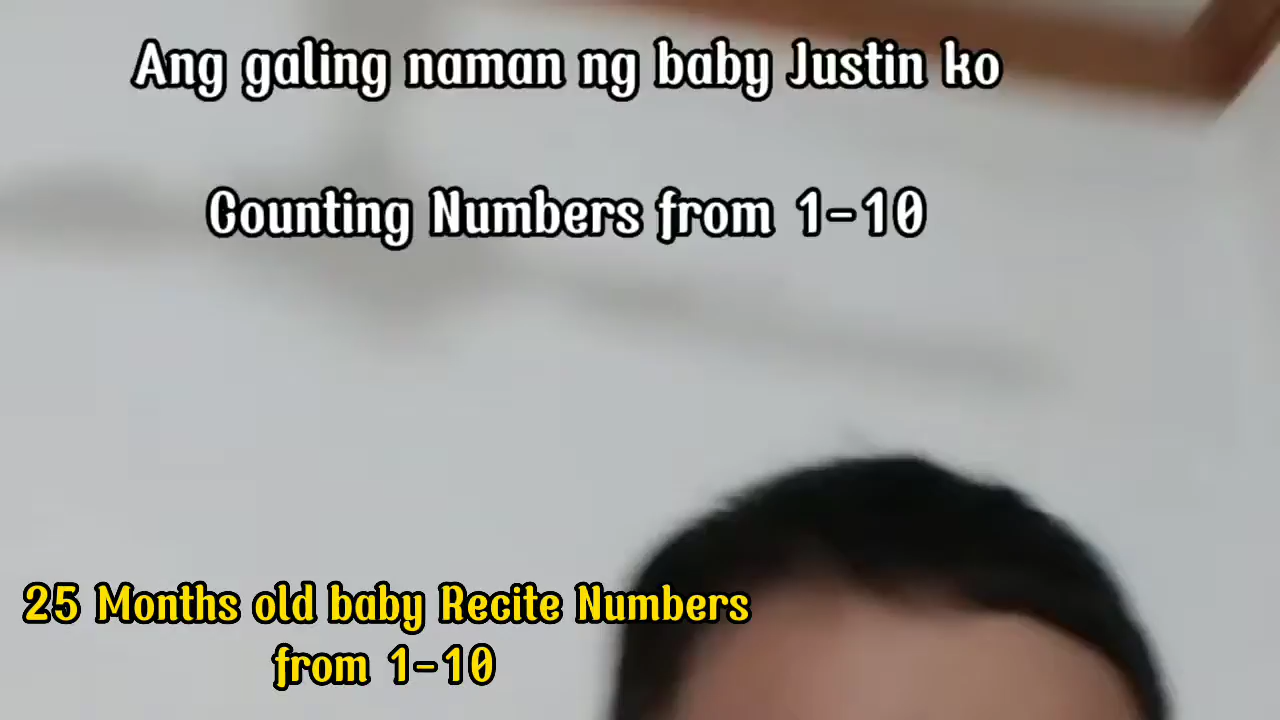 Ang galing naman ng baby Justin ko
Counting Numbers from 1-10
25 Months old baby Recite Numbers
from 1-10